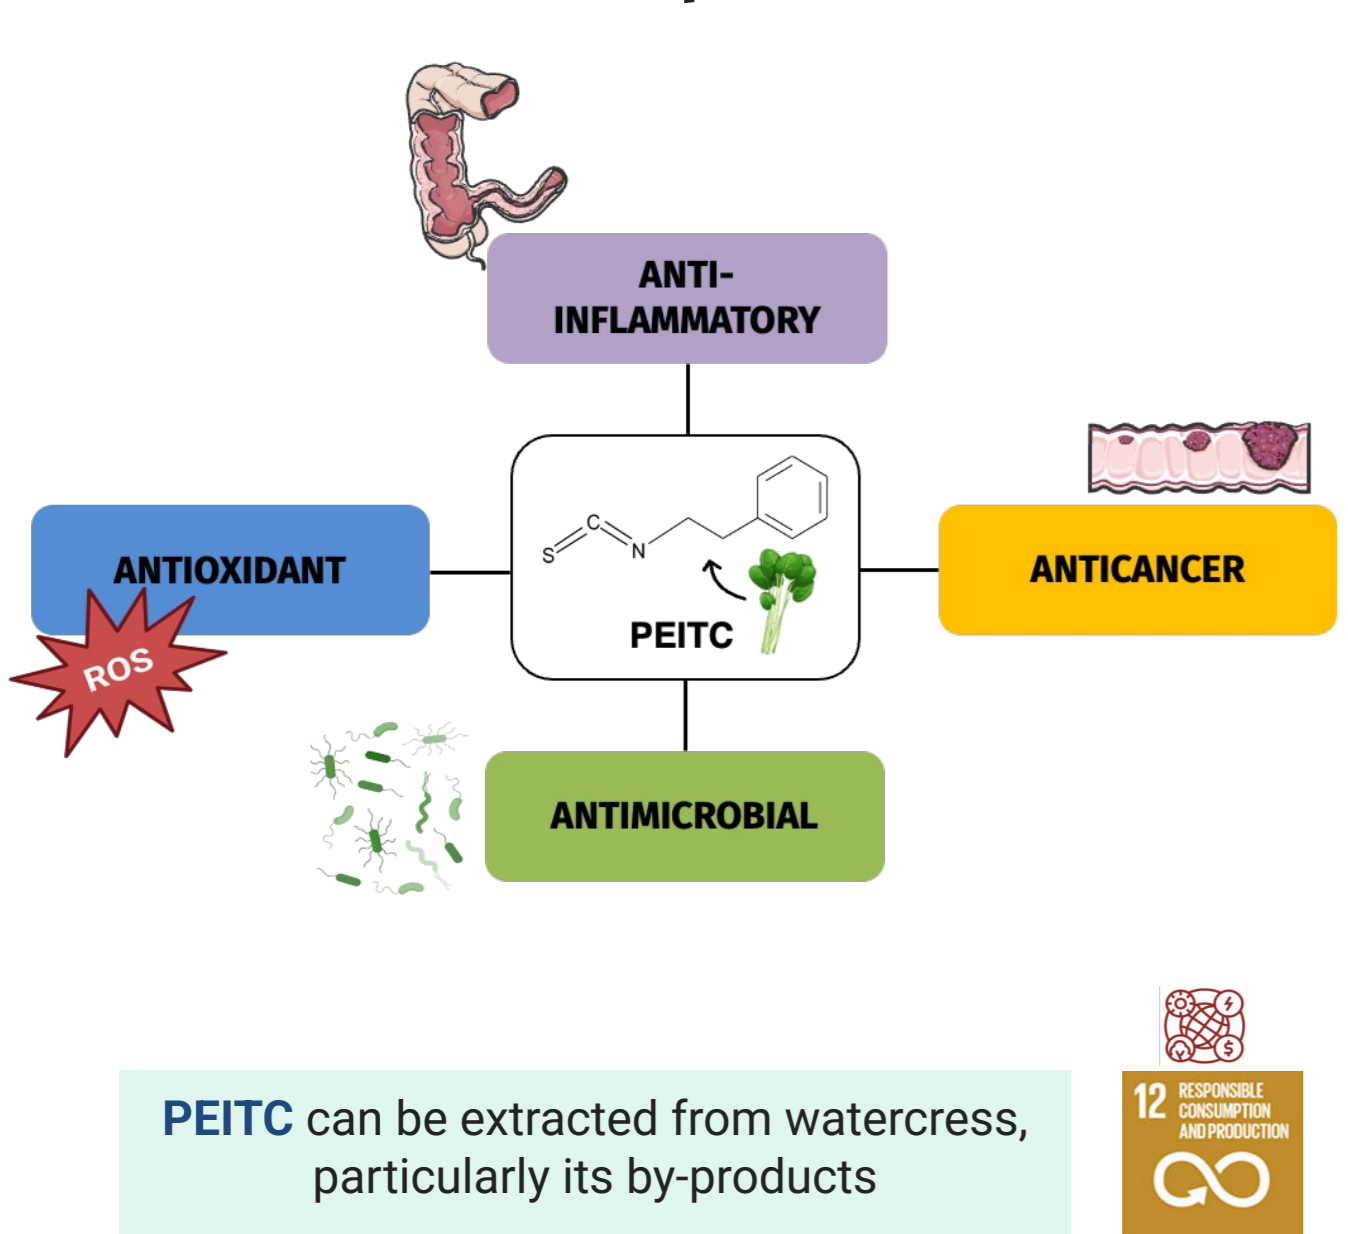 ANTI-
INFLAMMATORY
ANTIOXIDANT
ROS
S
C
N
PEITC
ANTICANCER
ANTIMICROBIAL
PEITC can be extracted from watercress,
particularly its by-products
$
12 RESPONSIBLE
CONSUMPTION
AND PRODUCTION